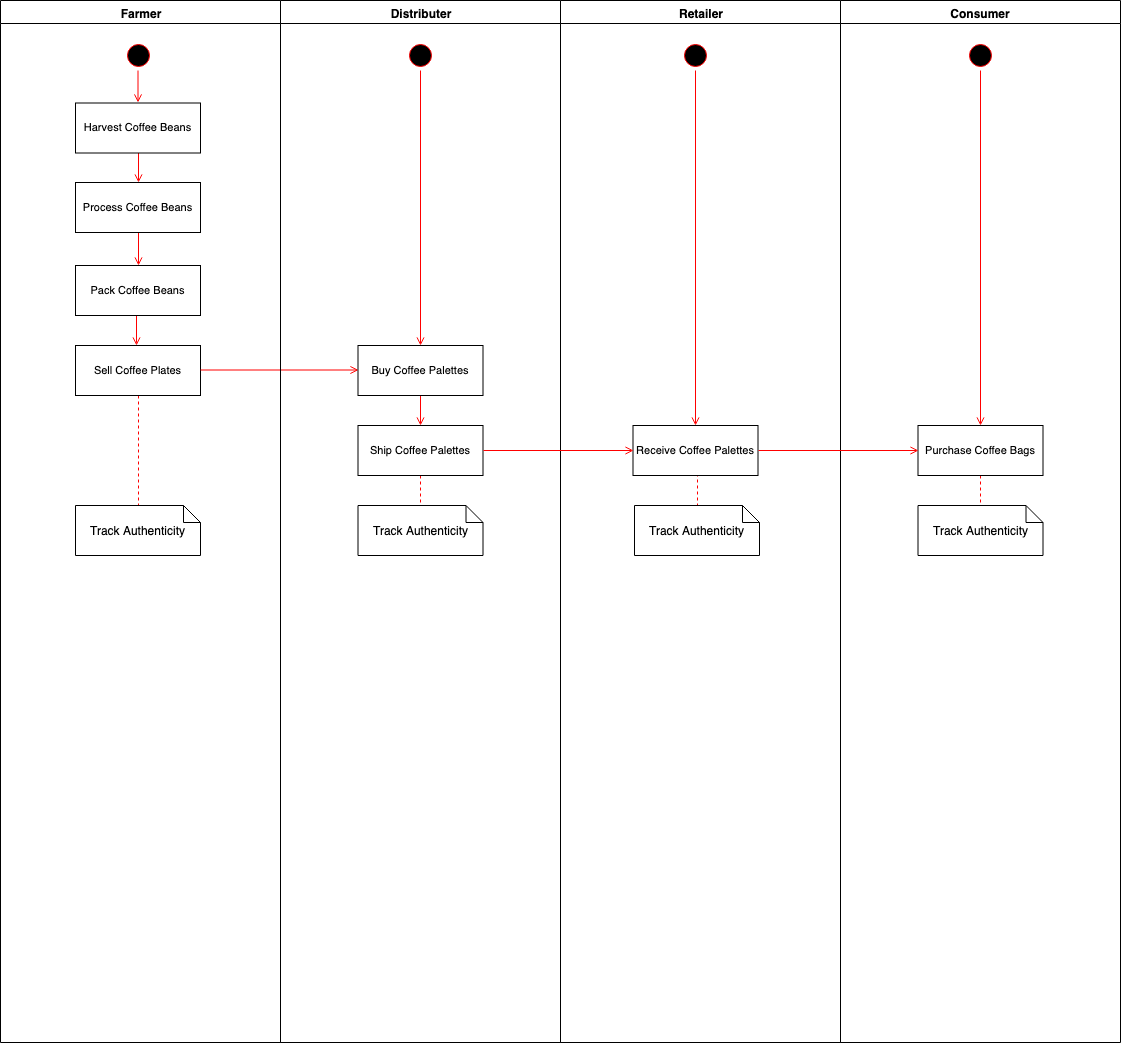 Farmer
Distributer
Retailer
Consumer
Harvest Coffee Beans
Process Coffee Beans
Pack Coffee Beans
Sell Coffee Plates
Buy Coffee Palettes
Ship Coffee Palettes
Receive Coffee Palettes
Purchase Coffee Bags
Track Authenticity
Track Authenticity
Track Authenticity
Track Authenticity